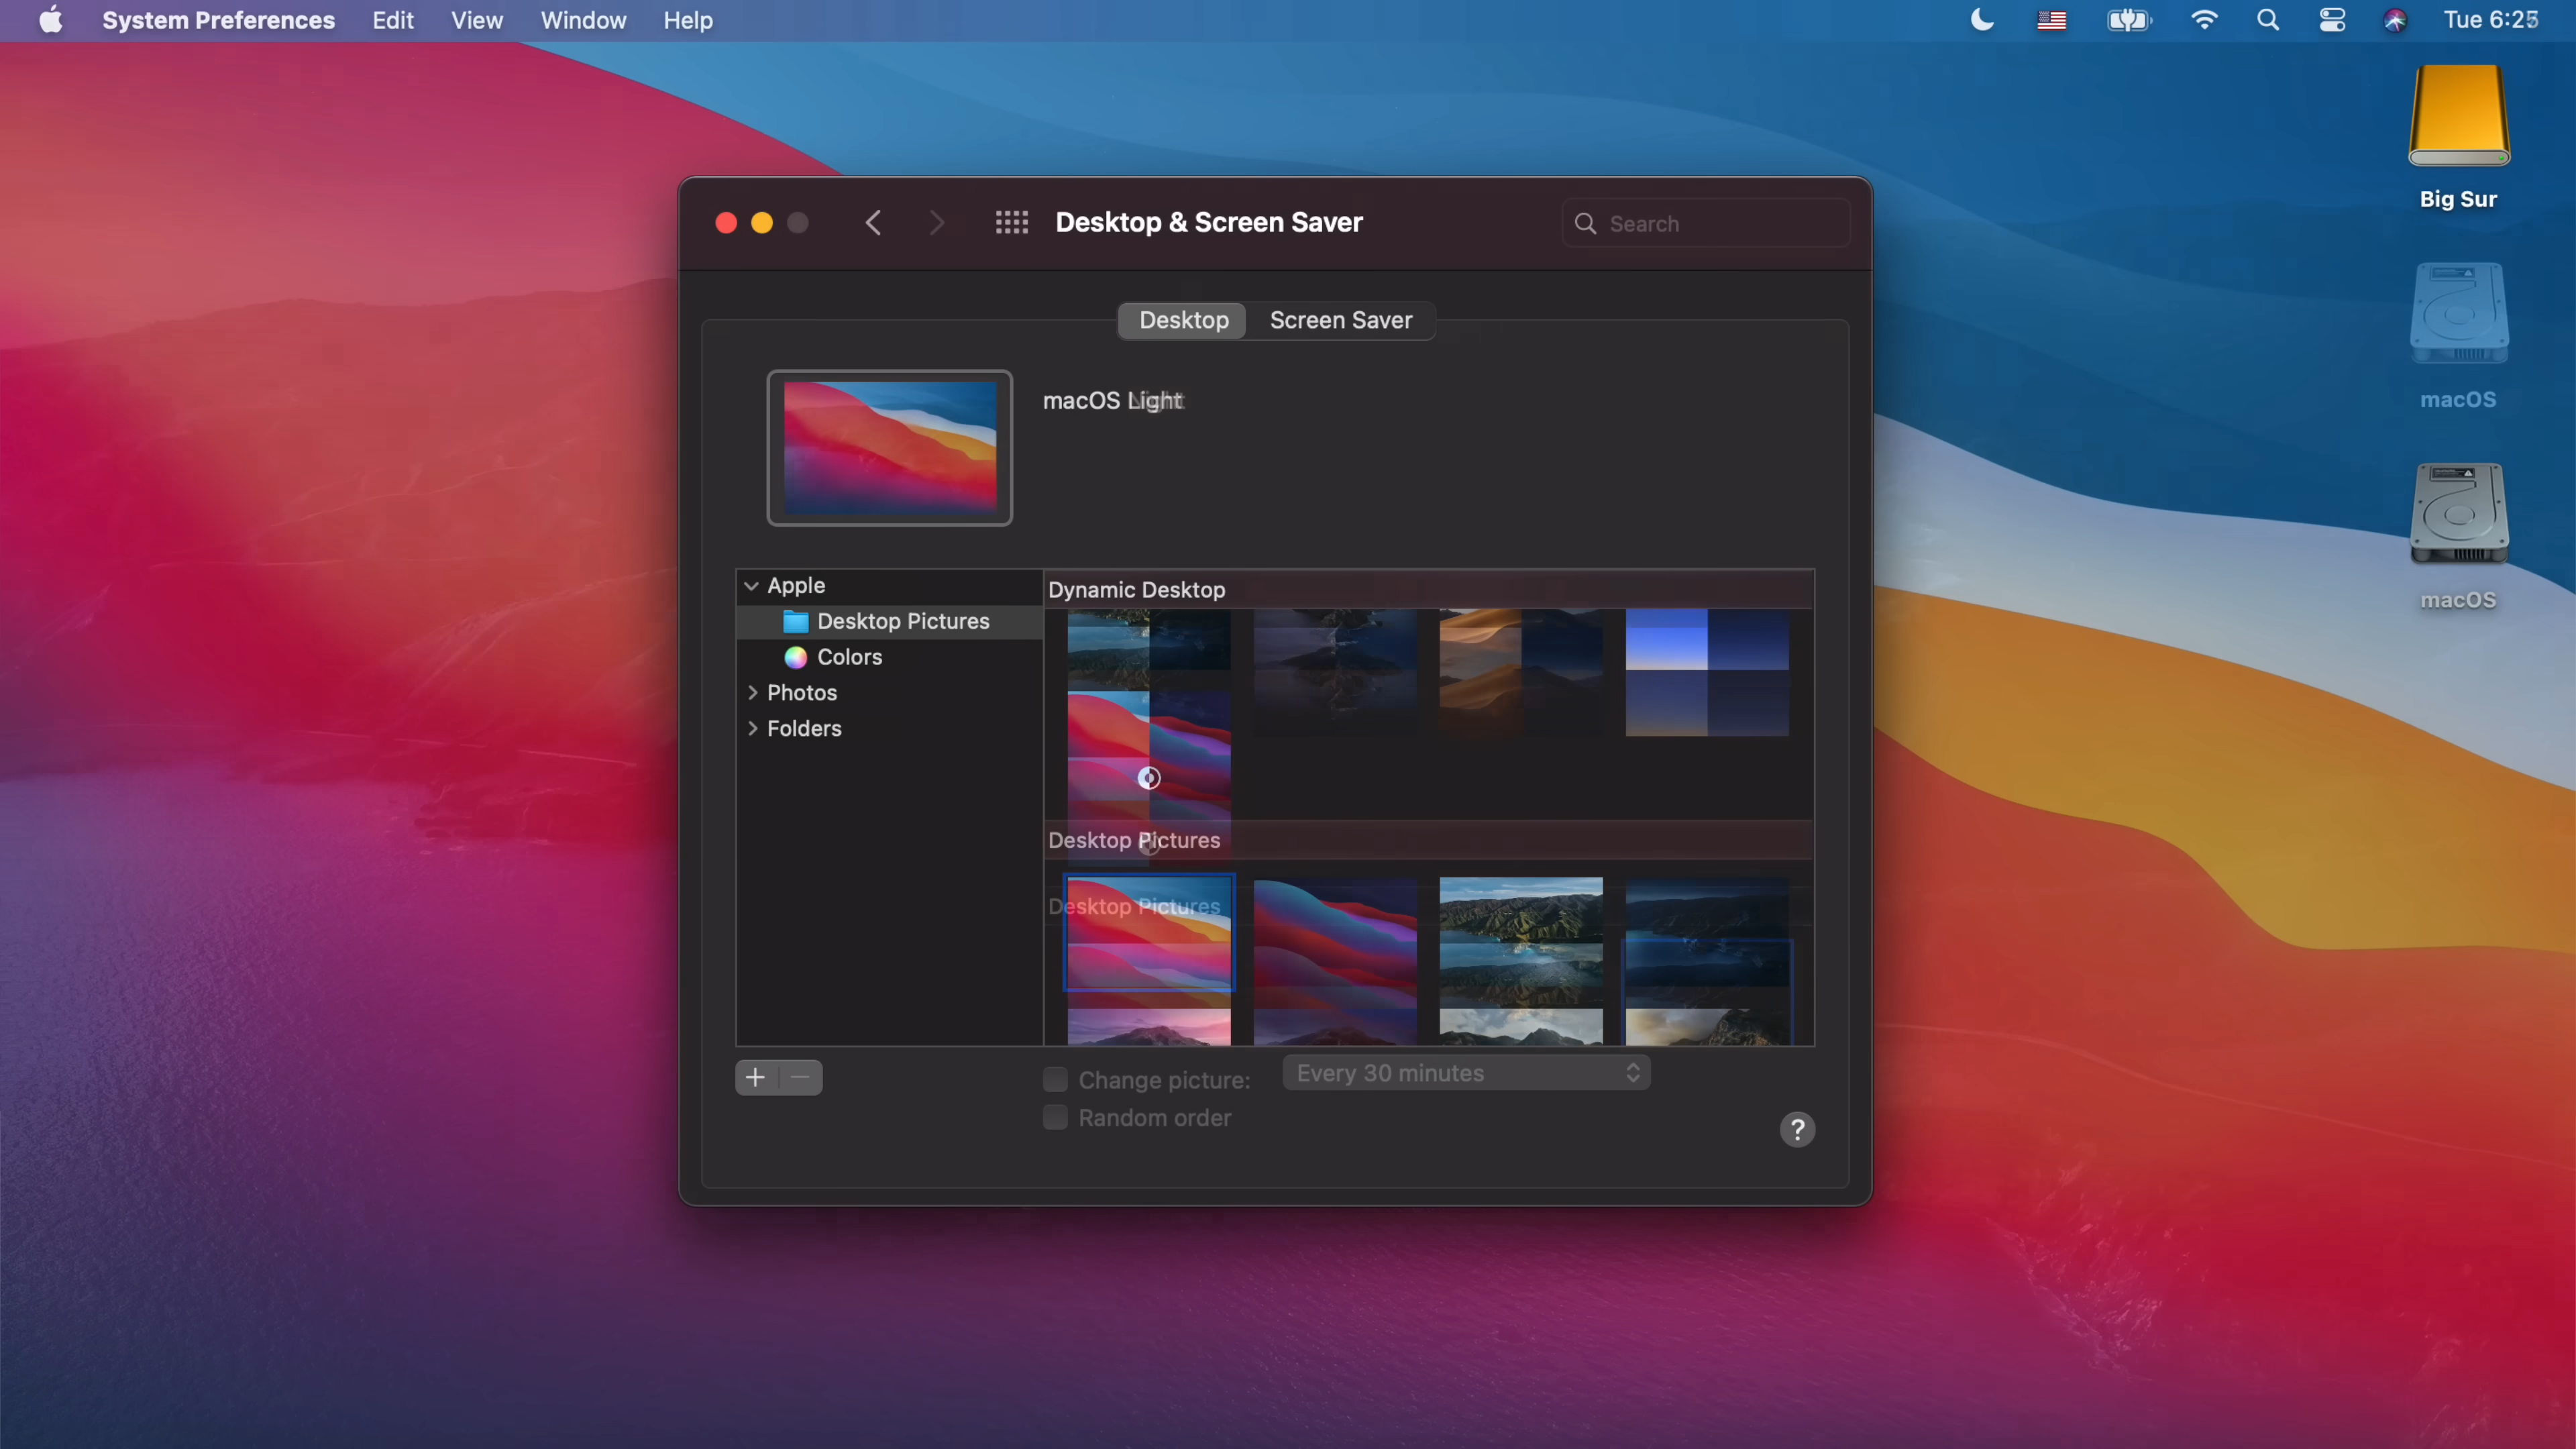 System Preferences Edit View Window Help
Tue 6:25
Desktop & Screen Saver
Search
Desktop Screen Saver
macOS Light
Apple
Desktop Pictures
Colors
Photos
Folders
Dynamic Desktop
Desktop Pictures
Desktop Pictures
+ −
Change picture: Every 30 minutes
Random order
?
Big Sur
macOS
macOS